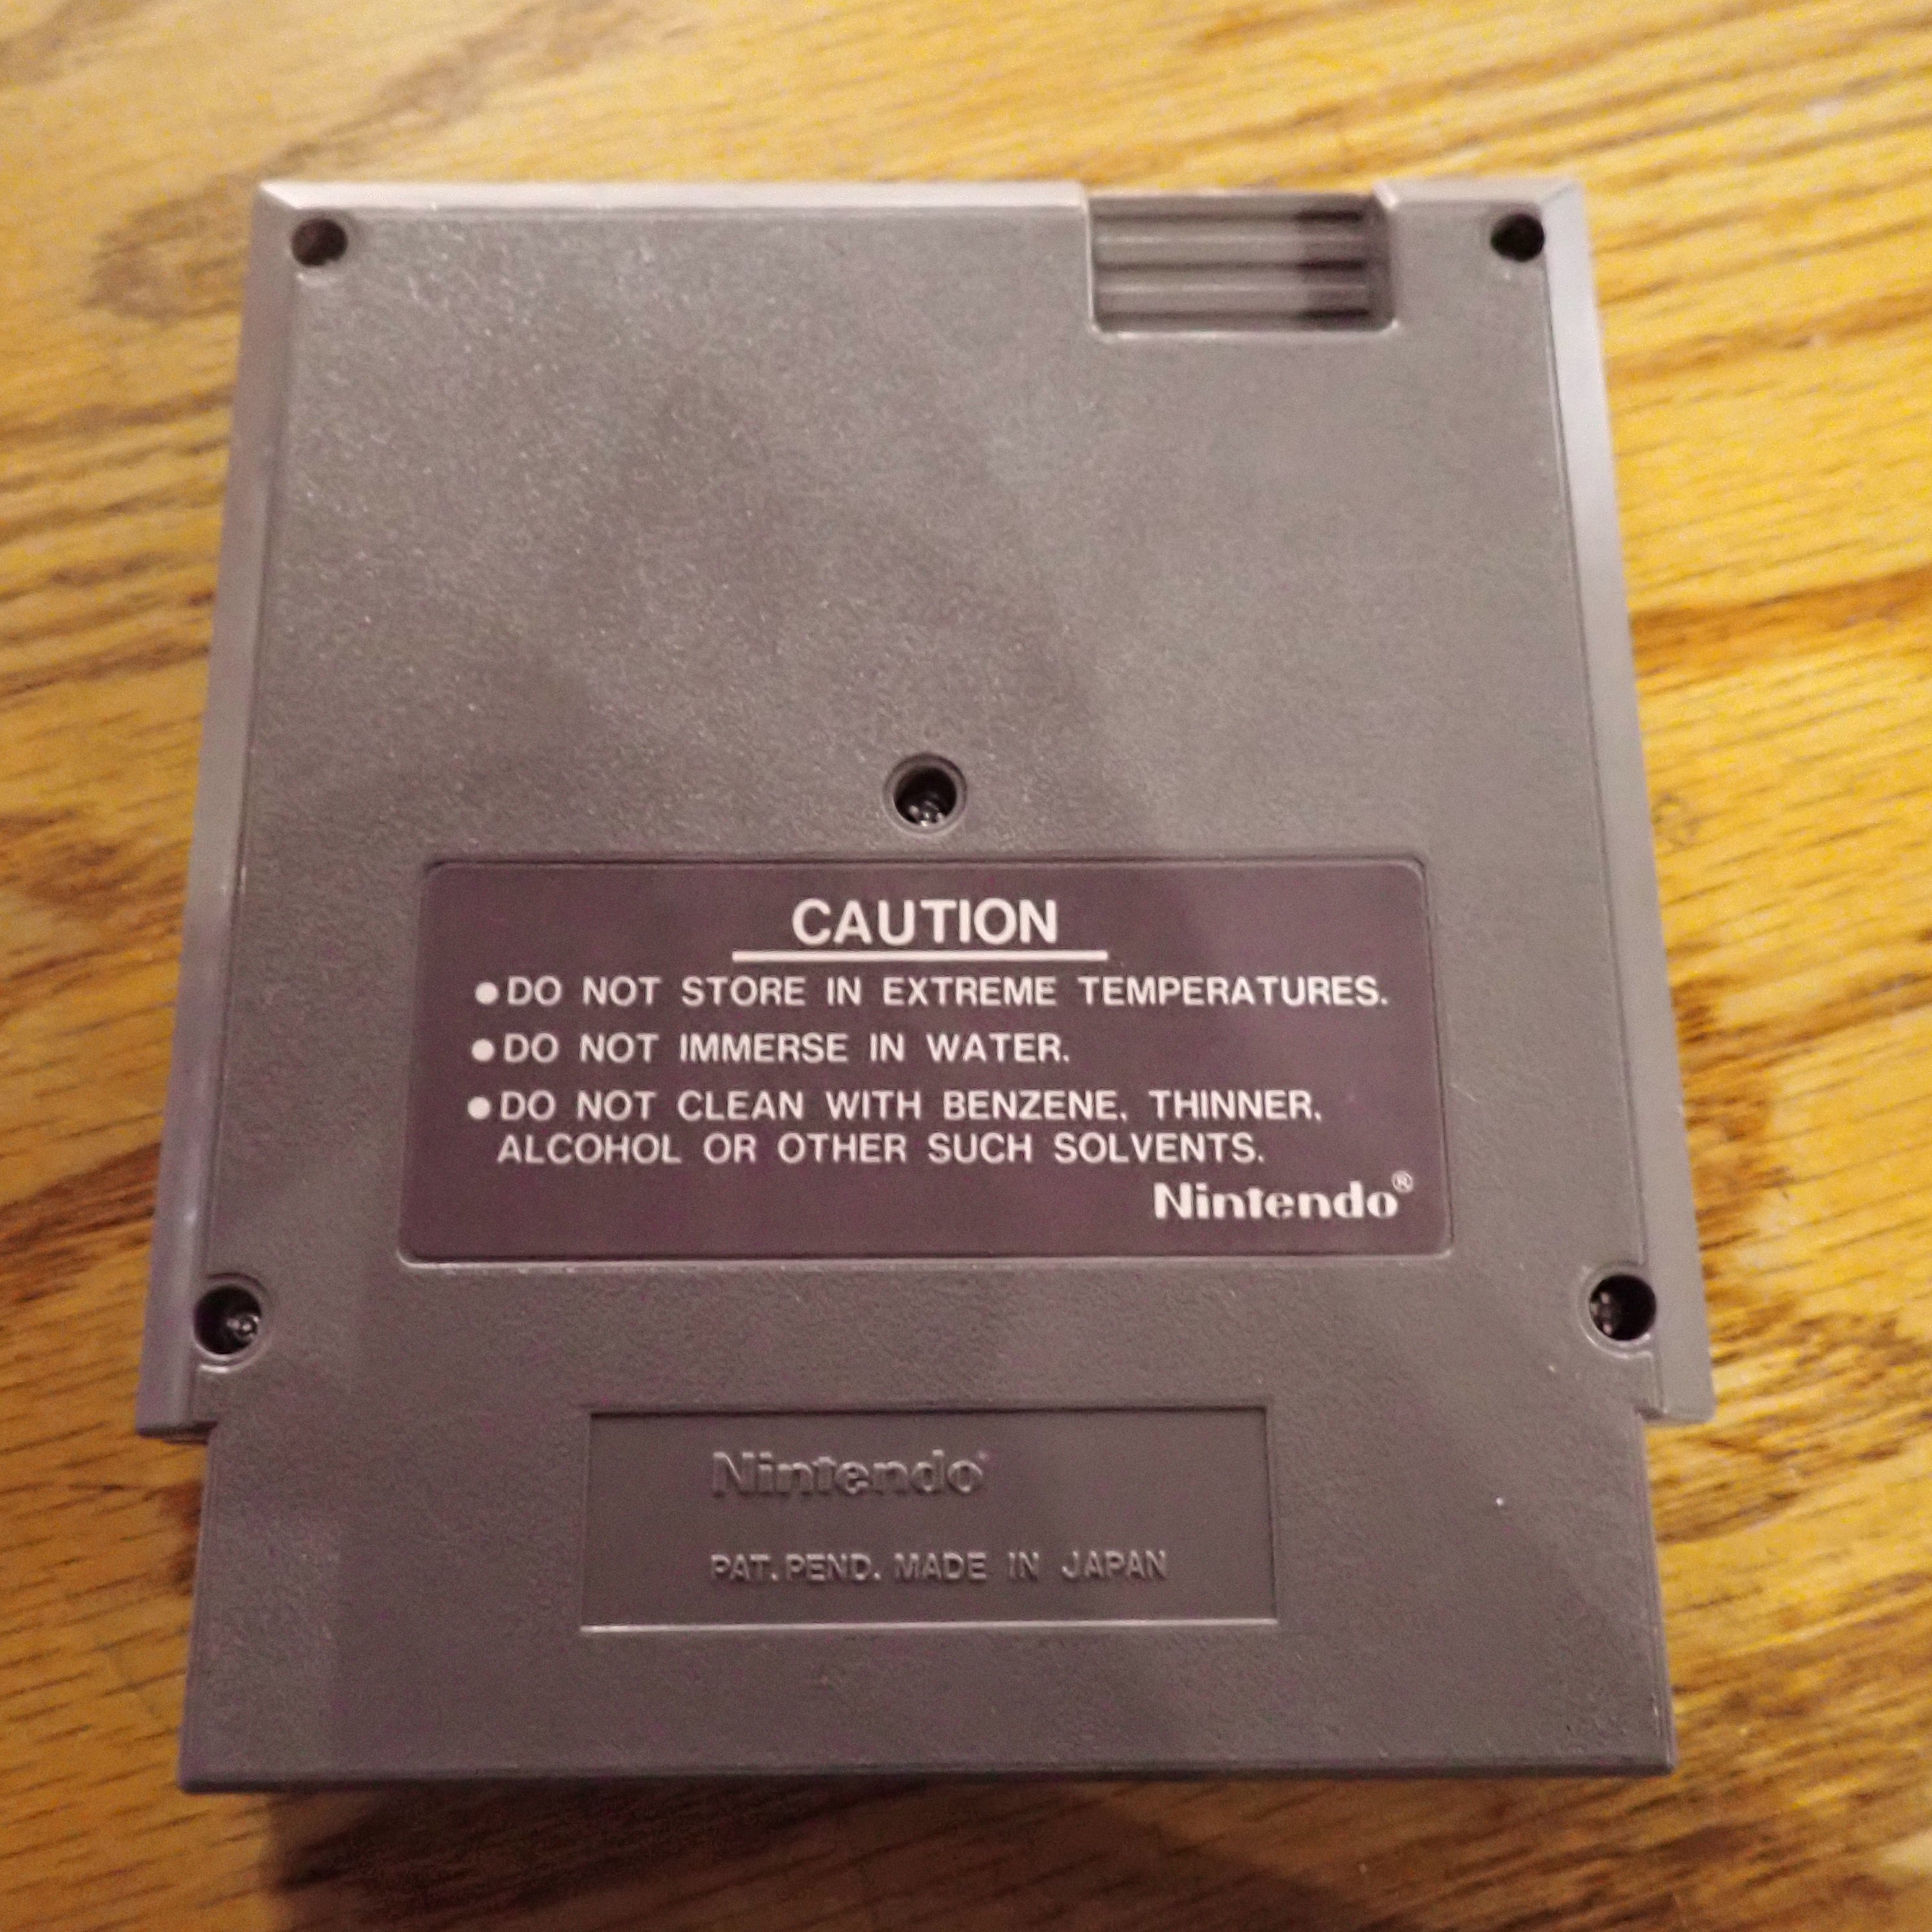 CAUTION
●DO NOT STORE IN EXTREME TEMPERATURES.
●DO NOT IMMERSE IN WATER.
●DO NOT CLEAN WITH BENZENE, THINNER,
ALCOHOL OR OTHER SUCH SOLVENTS.
Nintendo®
Nintendo®
PAT. PEND. MADE IN JAPAN